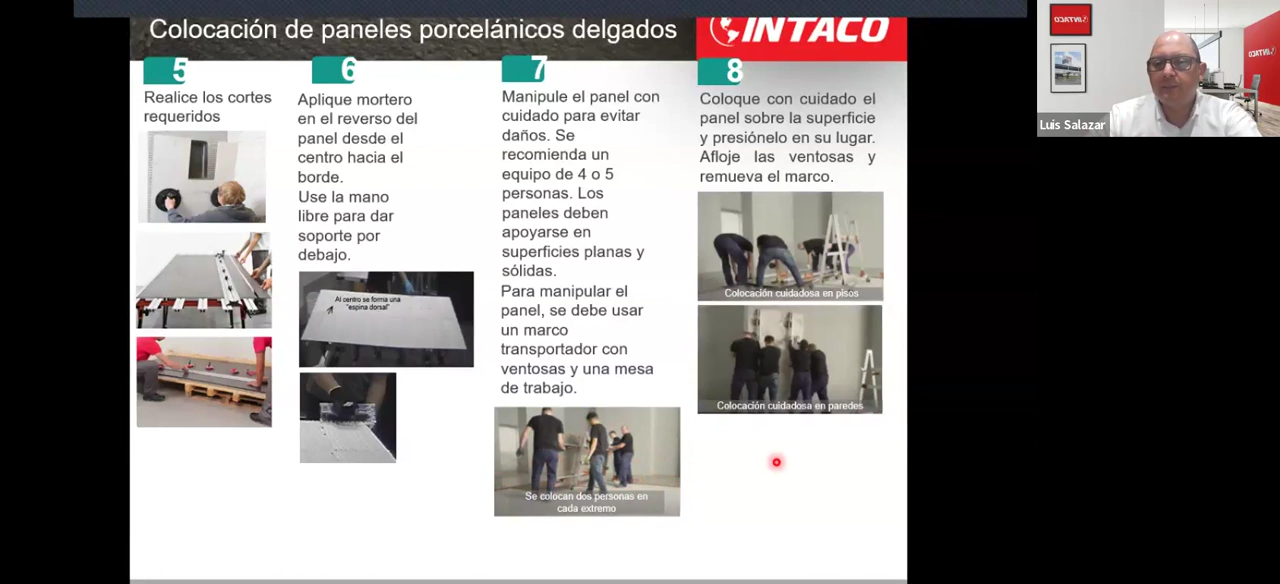 Colocación de paneles porcelánicos delgados
INTACO
5
Realice los cortes
requeridos
6
Aplique mortero
en el reverso del
panel desde el
centro hacia el
borde.
Use la mano
libre para dar
soporte por
debajo.
Al centro se forma una
"espina dorsal"
7
Manipule el panel con
cuidado para evitar
daños. Se
recomienda un
equipo de 4 o 5
personas. Los
paneles deben
apoyarse en
superficies planas y
sólidas.
Para manipular el
panel, se debe usar
un marco
transportador con
ventosas y una mesa
de trabajo.
Se colocan dos personas en
cada extremo
8
Coloque con cuidado el
panel sobre la superficie
y presiónelo en su lugar.
Afloje las ventosas y
remueva el marco.
Colocación cuidadosa en pisos
Colocación cuidadosa en paredes
INTACO
INTACO
Luis Salazar